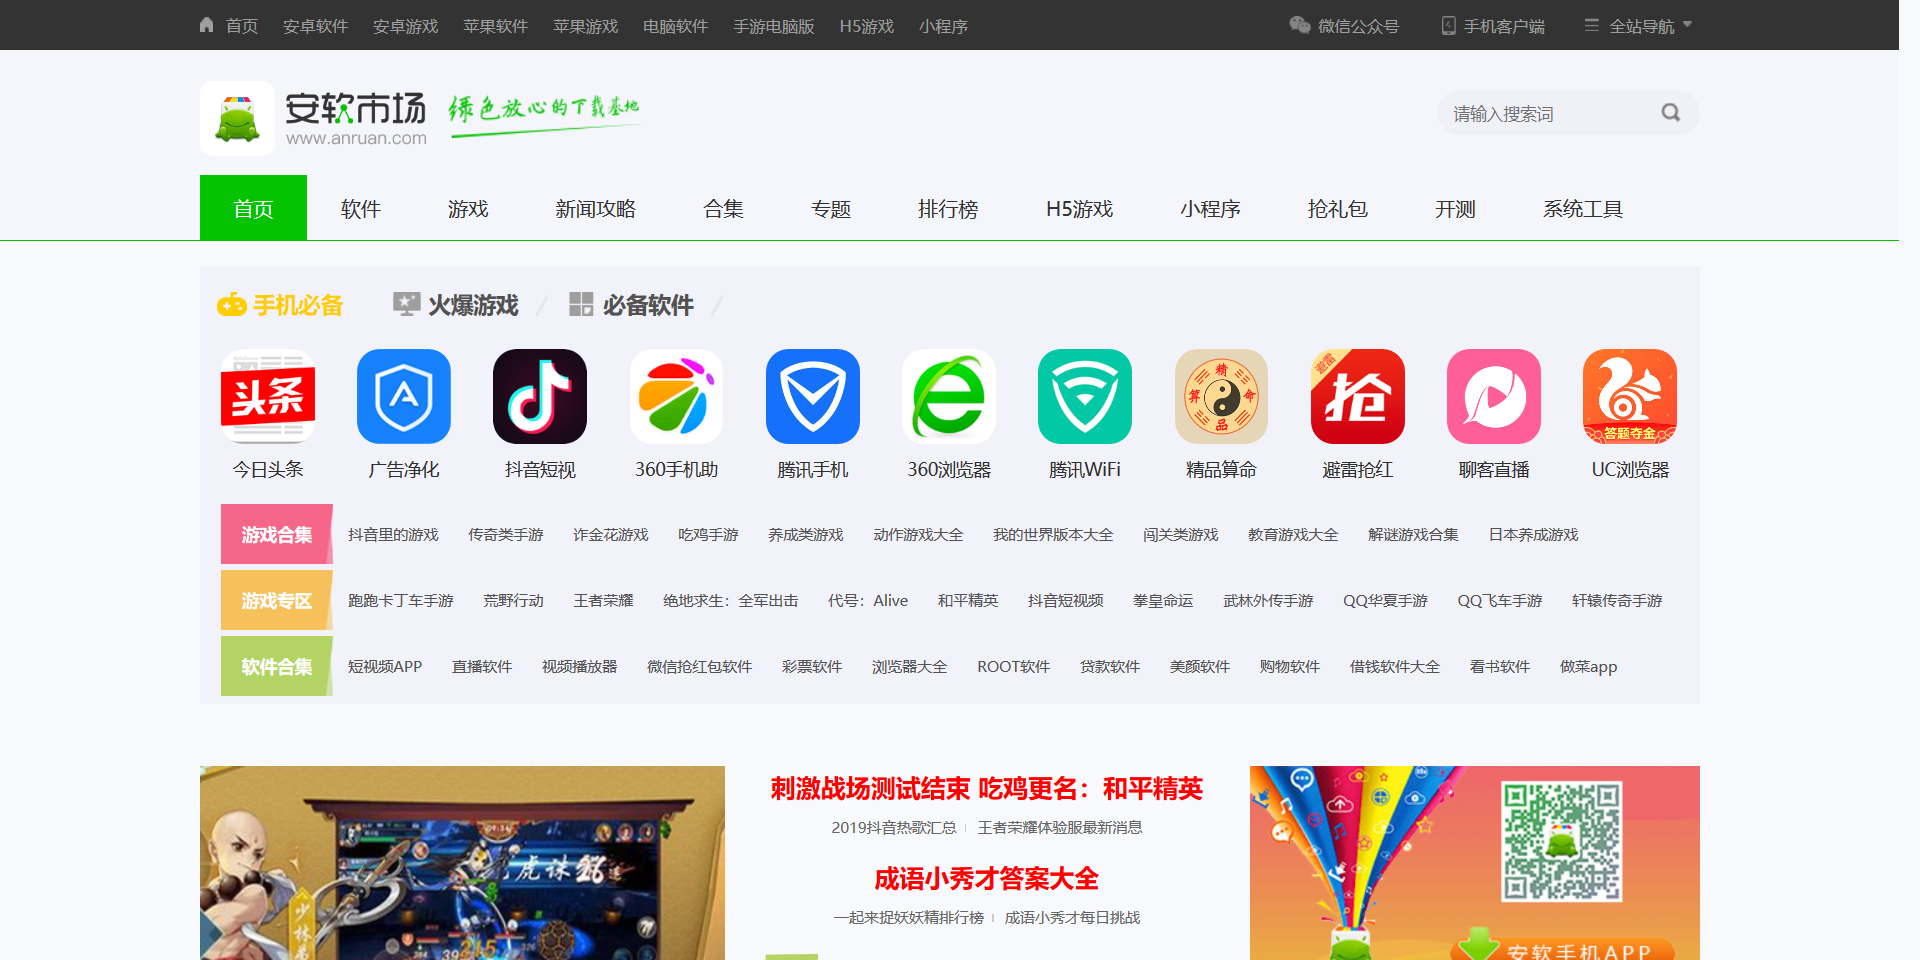 首页 安卓软件 安卓游戏 苹果软件 苹果游戏 电脑软件 手游电脑版 H5游戏 小程序 微信公众号 手机客户端 全站导航
安软市场 绿色放心的下载基地
www.anruan.com
请输入搜索词
首页 软件 游戏 新闻攻略 合集 专题 排行榜 H5游戏 小程序 抢礼包 开测 系统工具
手机必备 火爆游戏 必备软件
头条 避雷 抢 精 算 命 品 答题夺金
今日头条 广告净化 抖音短视 360手机助 腾讯手机 360浏览器 腾讯WiFi 精品算命 避雷抢红 聊客直播 UC浏览器
游戏合集 抖音里的游戏 传奇类手游 诈金花游戏 吃鸡手游 养成类游戏 动作游戏大全 我的世界版本大全 闯关类游戏 教育游戏大全 解谜游戏合集 日本养成游戏
游戏专区 跑跑卡丁车手游 荒野行动 王者荣耀 绝地求生：全军出击 代号：Alive 和平精英 抖音短视频 拳皇命运 武林外传手游 QQ华夏手游 QQ飞车手游 轩辕传奇手游
软件合集 短视频APP 直播软件 视频播放器 微信抢红包软件 彩票软件 浏览器大全 ROOT软件 贷款软件 美颜软件 购物软件 借钱软件大全 看书软件 做菜app
刺激战场测试结束 吃鸡更名：和平精英
2019抖音热歌汇总 王者荣耀体验服最新消息
成语小秀才答案大全
一起来捉妖妖精排行榜 成语小秀才每日挑战
少林弟
安软手机APP